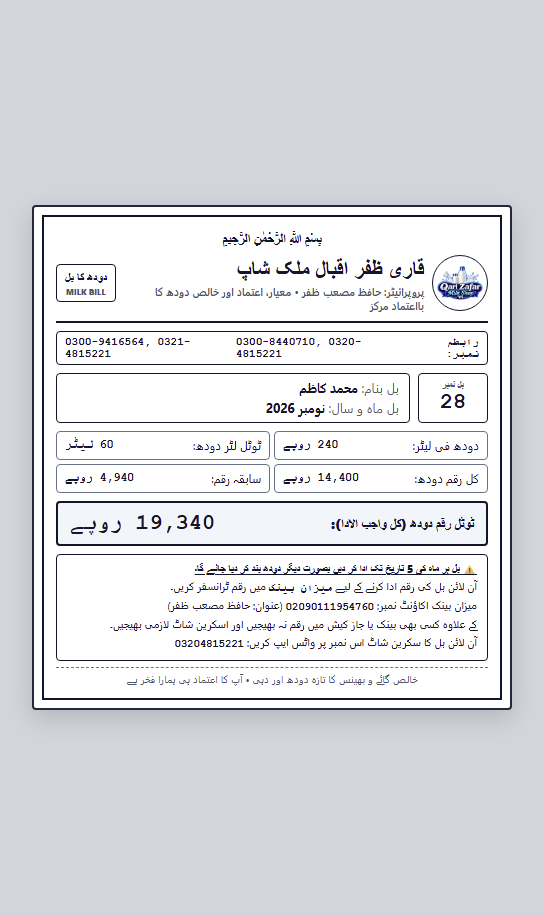 بِسْمِ اللّٰهِ الرَّحْمٰنِ الرَّحِيْمِ
Qari Zafar
Milk Shop
قاری ظفر اقبال ملک شاپ
پروپرائیٹر: حافظ مصعب ظفر • معیار، اعتماد اور خالص دودھ کا
بااعتماد مرکز
دودھ کا بل
MILK BILL
رابطہ نمبرز:
0300-8440710, 0320-4815221
0300-9416564, 0321-4815221
بل نمبر
28
بل بنام: محمد کاظم
بل ماہ و سال: نومبر 2026
دودھ فی لیٹر: 240 روپے
ٹوٹل لٹر دودھ: 60 لیٹر
کل رقم دودھ: 14,400 روپے
سابقہ رقم: 4,940 روپے
ٹوٹل رقم دودھ (کل واجب الادا): 19,340 روپے
⚠️ بل ہر ماہ کی 5 تاریخ تک ادا کر دیں بصورت دیگر دودھ بند کر دیا جائے گا۔
آن لائن بل کی رقم ادا کرنے کے لیے میزان بینک میں رقم ٹرانسفر کریں۔
میزان بینک اکاؤنٹ نمبر: 02090111954760 (عنوان: حافظ مصعب ظفر)
کے علاوہ کسی بھی بینک یا جاز کیش میں رقم نہ بھیجیں اور اسکرین شاٹ لازمی بھیجیں۔
آن لائن بل کا سکرین شاٹ اس نمبر پر واٹس ایپ کریں: 03204815221
خالص گائے و بھینس کا تازہ دودھ اور دہی • آپ کا اعتماد ہی ہمارا فخر ہے